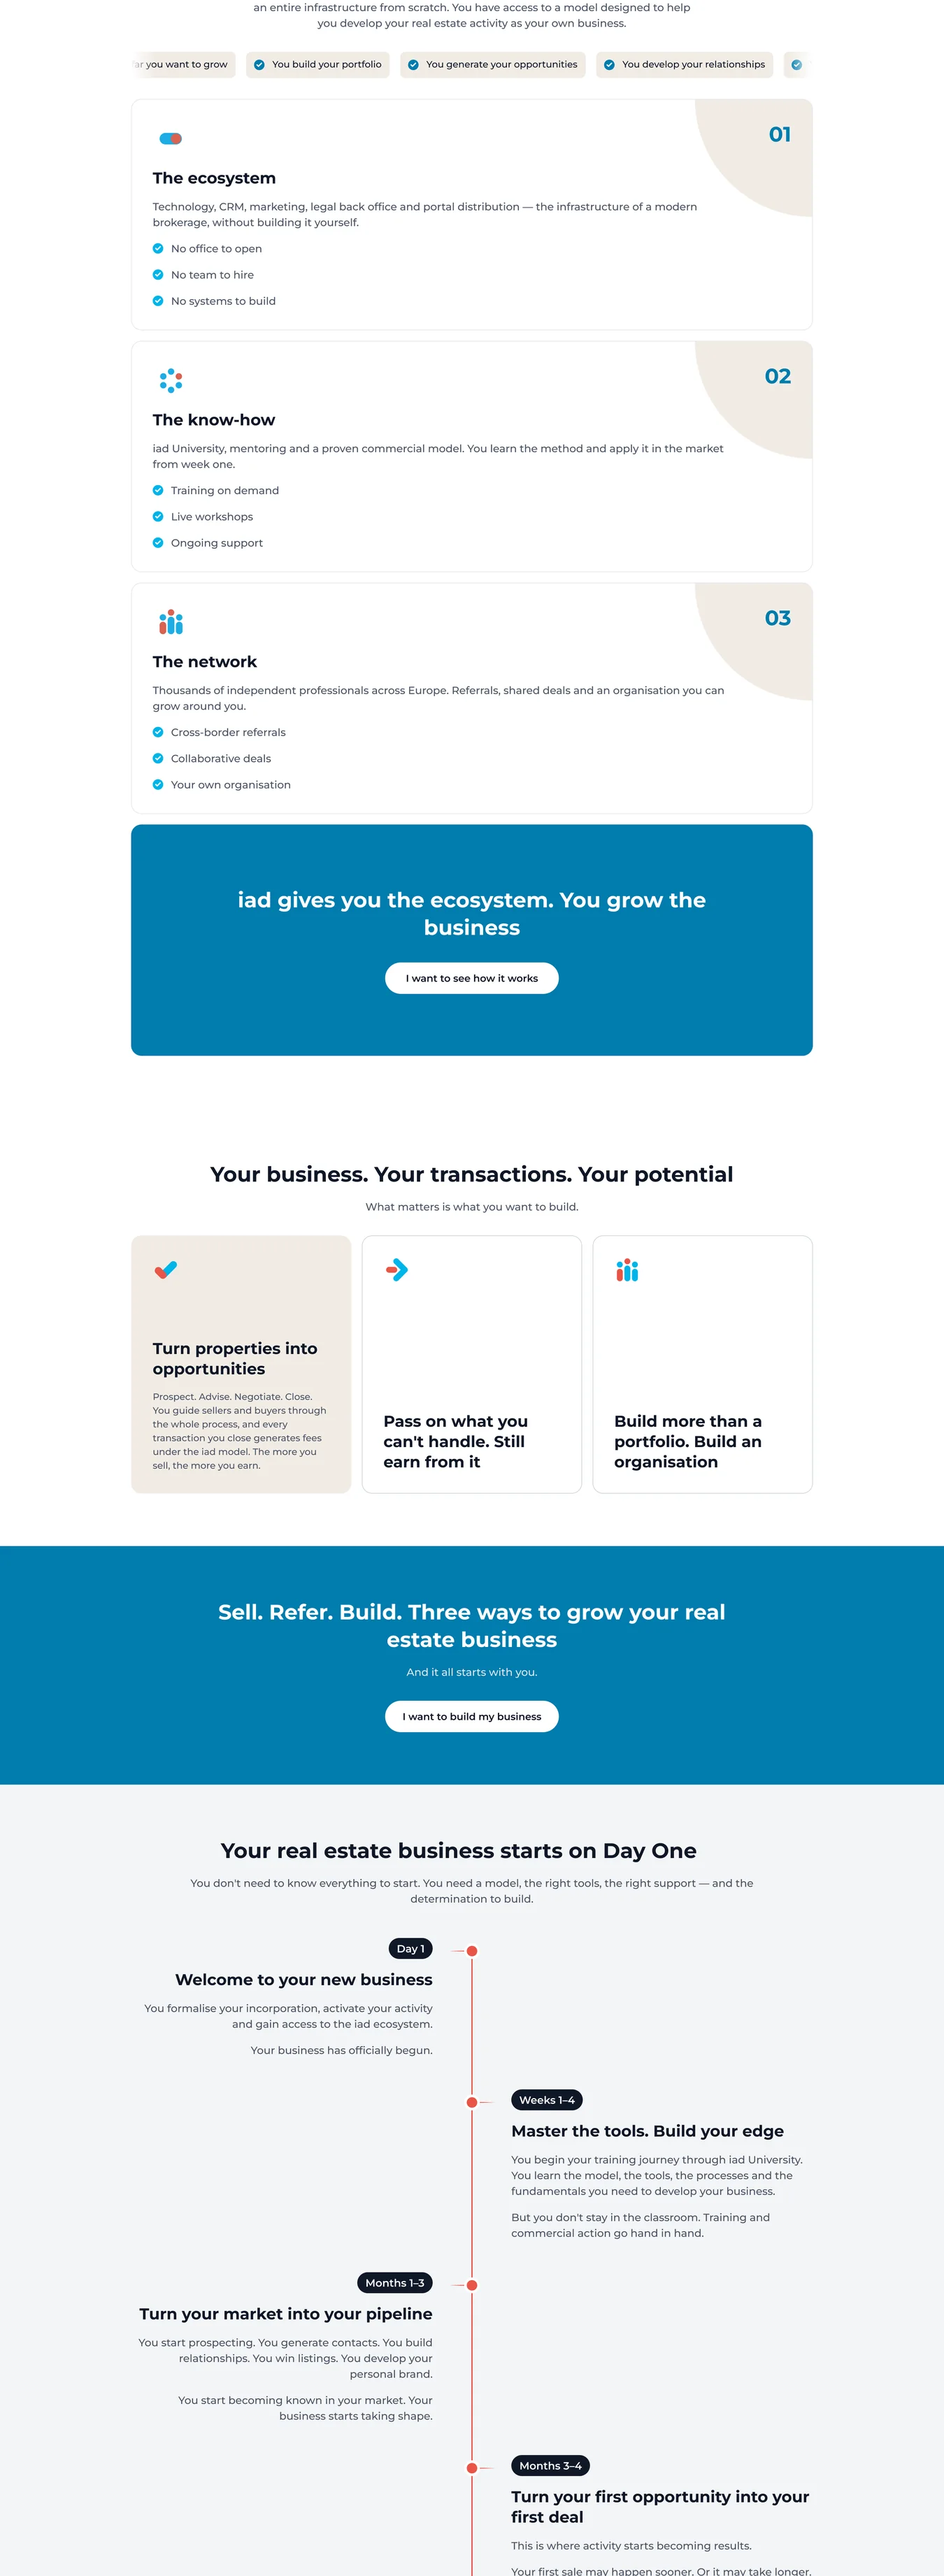 an entire infrastructure from scratch. You have access to a model designed to help
you develop your real estate activity as your own business.
far you want to grow
You build your portfolio
You generate your opportunities
You develop your relationships
01
The ecosystem
Technology, CRM, marketing, legal back office and portal distribution — the infrastructure of a modern
brokerage, without building it yourself.
No office to open
No team to hire
No systems to build
02
The know-how
iad University, mentoring and a proven commercial model. You learn the method and apply it in the market
from week one.
Training on demand
Live workshops
Ongoing support
03
The network
Thousands of independent professionals across Europe. Referrals, shared deals and an organisation you can
grow around you.
Cross-border referrals
Collaborative deals
Your own organisation
iad gives you the ecosystem. You grow the
business
I want to see how it works
Your business. Your transactions. Your potential
What matters is what you want to build.
Turn properties into
opportunities
Prospect. Advise. Negotiate. Close.
You guide sellers and buyers through
the whole process, and every
transaction you close generates fees
under the iad model. The more you
sell, the more you earn.
Pass on what you
can't handle. Still
earn from it
Build more than a
portfolio. Build an
organisation
Sell. Refer. Build. Three ways to grow your real
estate business
And it all starts with you.
I want to build my business
Your real estate business starts on Day One
You don't need to know everything to start. You need a model, the right tools, the right support — and the
determination to build.
Day 1
Welcome to your new business
You formalise your incorporation, activate your activity
and gain access to the iad ecosystem.
Your business has officially begun.
Weeks 1–4
Master the tools. Build your edge
You begin your training journey through iad University.
You learn the model, the tools, the processes and the
fundamentals you need to develop your business.
But you don't stay in the classroom. Training and
commercial action go hand in hand.
Months 1–3
Turn your market into your pipeline
You start prospecting. You generate contacts. You build
relationships. You win listings. You develop your
personal brand.
You start becoming known in your market. Your
business starts taking shape.
Months 3–4
Turn your first opportunity into your
first deal
This is where activity starts becoming results.
Your first sale may happen sooner. Or it may take longer.